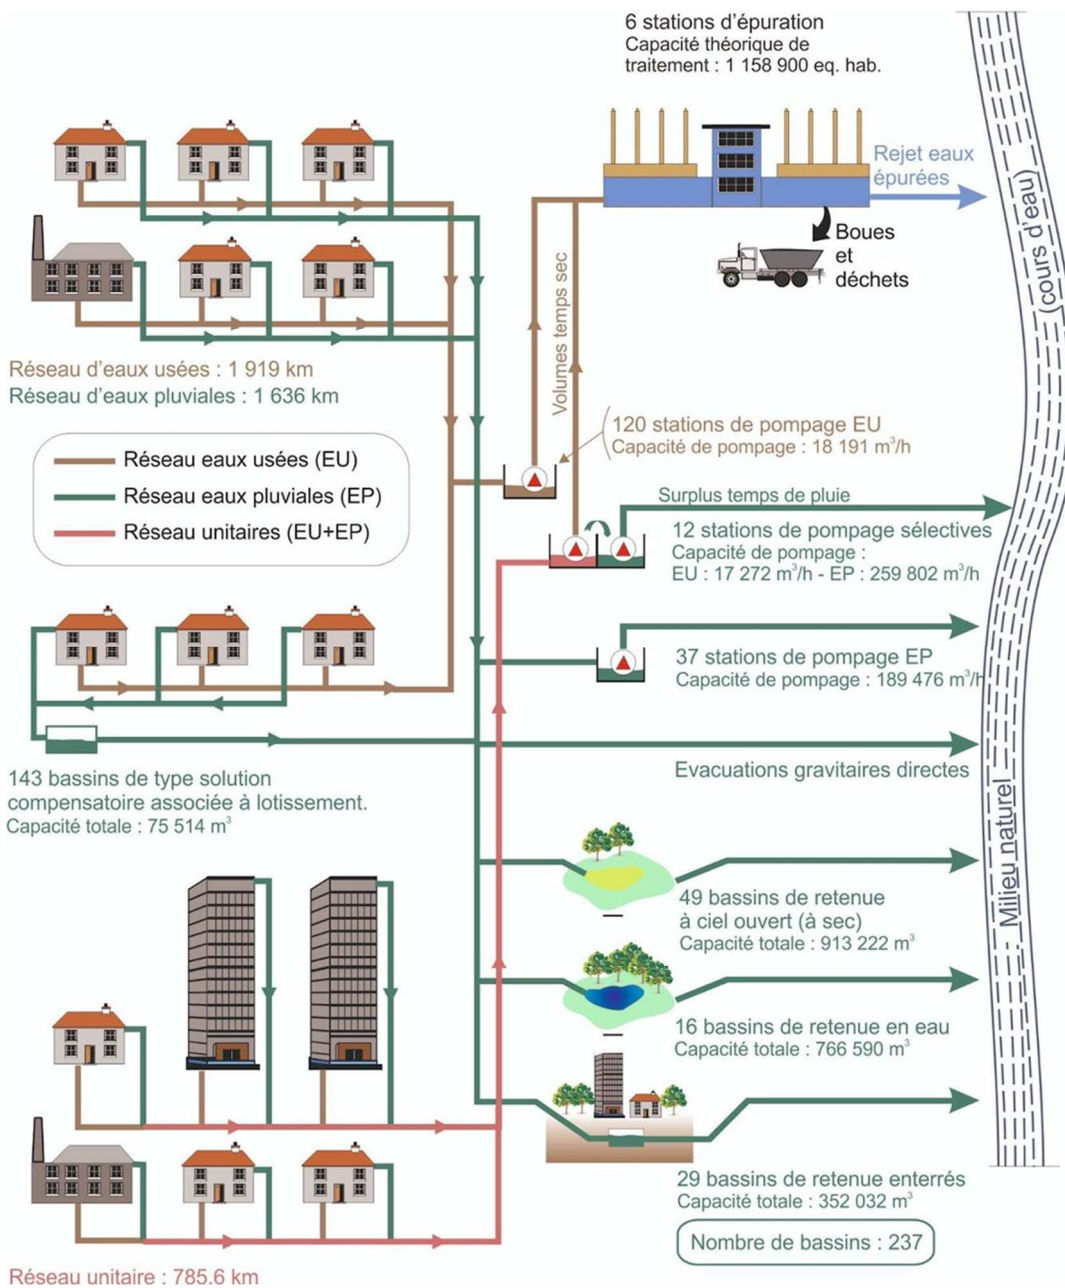 6 stations d'épuration
Capacité théorique de
traitement : 1 158 900 eq. hab.
Rejet eaux
épurées
(cours d'eau)
Boues
et
déchets
Volumes temps sec
Réseau d'eaux usées : 1 919 km
Réseau d'eaux pluviales : 1 636 km
120 stations de pompage EU
Capacité de pompage : 18 191 m³/h
Réseau eaux usées (EU)
Réseau eaux pluviales (EP)
Réseau unitaires (EU+EP)
Surplus temps de pluie
12 stations de pompage sélectives
Capacité de pompage :
EU : 17 272 m³/h - EP : 259 802 m³/h
37 stations de pompage EP
Capacité de pompage : 189 476 m³/h
Evacuations gravitaires directes
143 bassins de type solution
compensatoire associée à lotissement.
Capacité totale : 75 514 m³
Milieu naturel
49 bassins de retenue
à ciel ouvert (à sec)
Capacité totale : 913 222 m³
16 bassins de retenue en eau
Capacité totale : 766 590 m³
29 bassins de retenue enterrés
Capacité totale : 352 032 m³
Nombre de bassins : 237
Réseau unitaire : 785.6 km